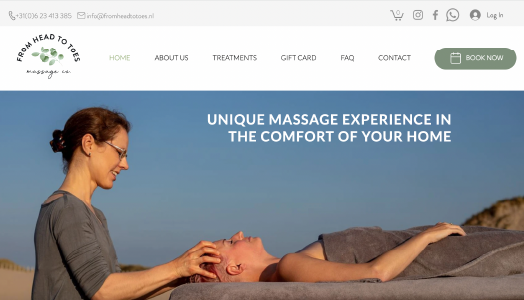 +31(0)6 23 413 385 info@fromheadtotoes.nl
0
Log In
FROM HEAD TO TOES
massage co.
HOME ABOUT US TREATMENTS GIFT CARD FAQ CONTACT BOOK NOW
UNIQUE MASSAGE EXPERIENCE IN
THE COMFORT OF YOUR HOME